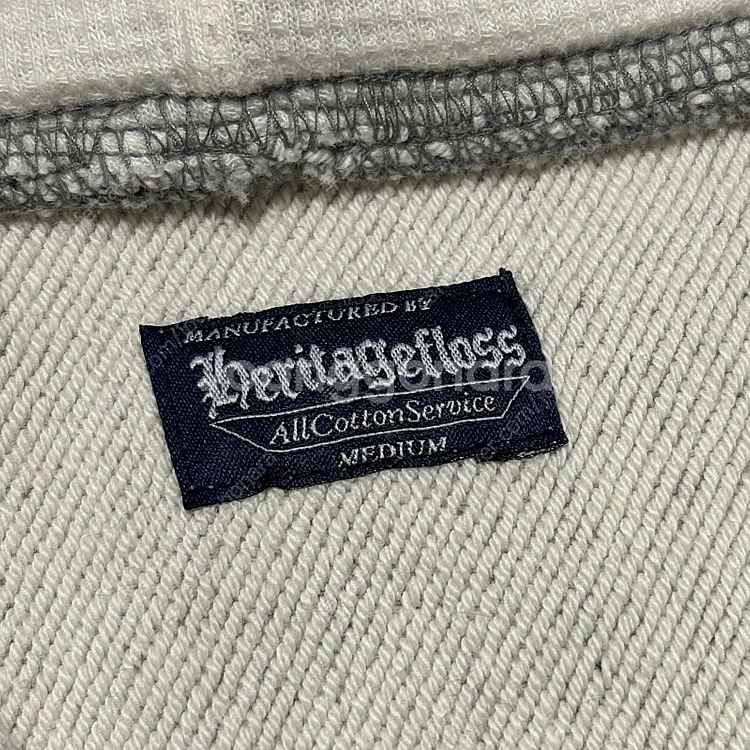 MANUFACTURED BY
Heritagefloss
AllCottonService
MEDIUM